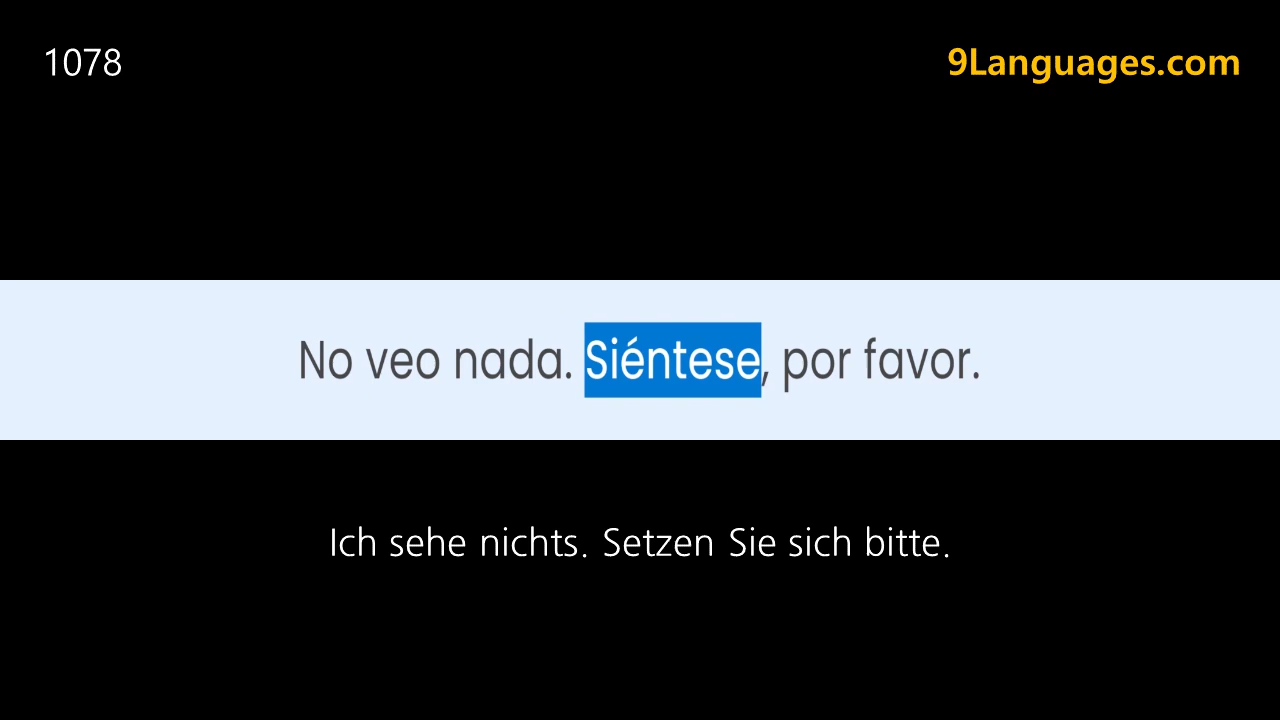 1078
9Languages.com
No veo nada. Siéntese, por favor.
Ich sehe nichts. Setzen Sie sich bitte.